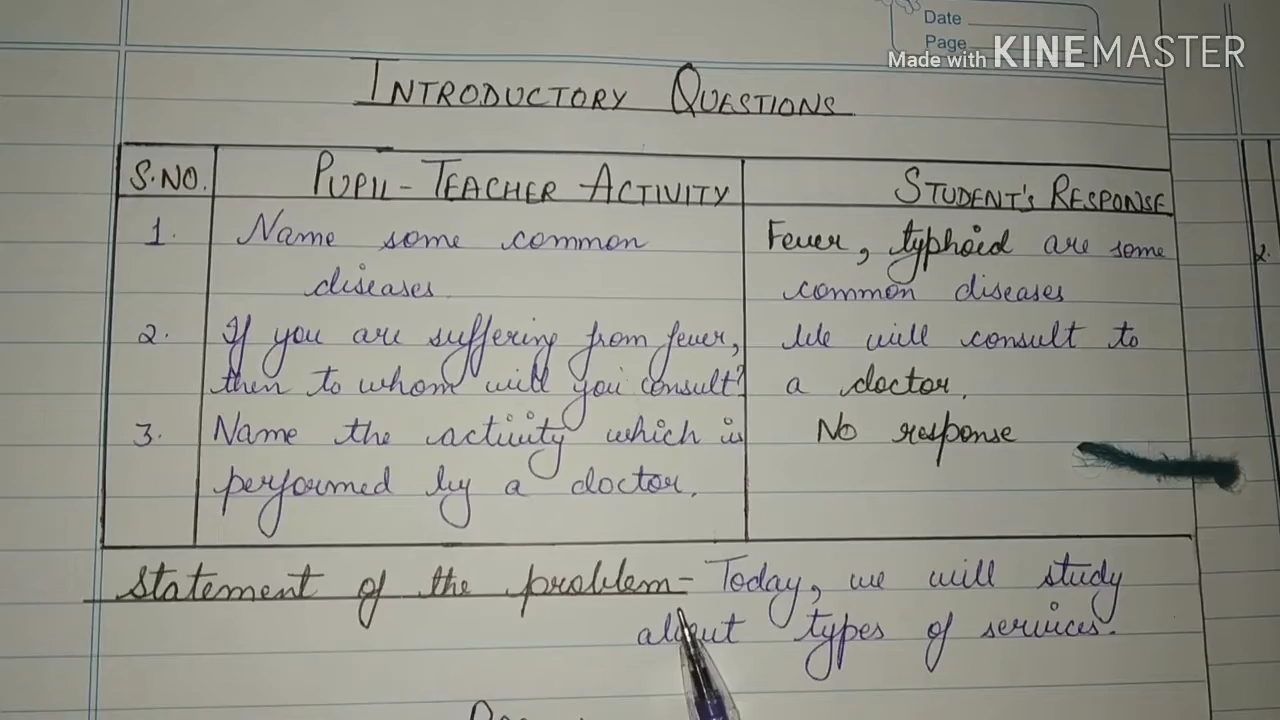 Date
Page
Made with KINEMASTER
INTRODUCTORY QUESTIONS
S.NO. PUPIL-TEACHER ACTIVITY STUDENT'S RESPONSE
1. Name some common diseases. Fever, typhoid are some common diseases
2. If you are suffering from fever, then to whom will you consult? We will consult to a doctor.
3. Name the activity which is performed by a doctor. No response
Statement of the problem- Today, we will study
about types of services.
2.